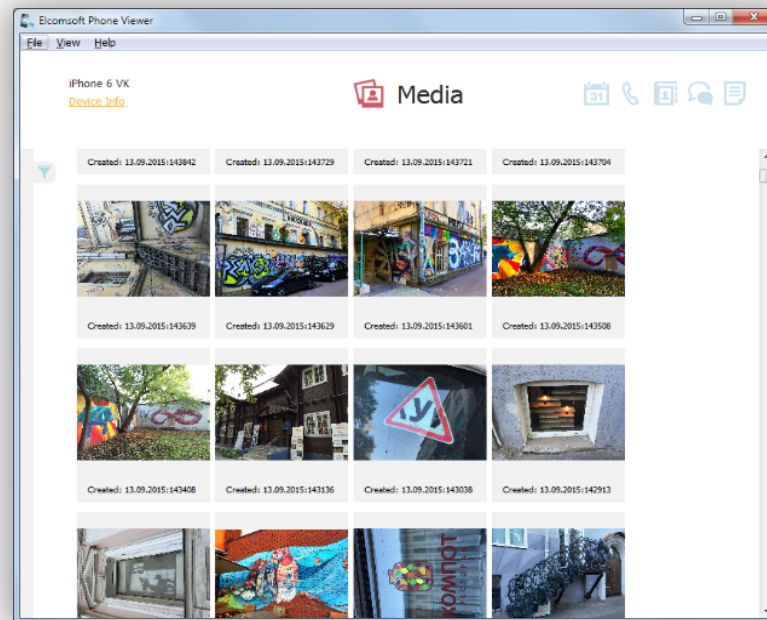 Elcomsoft Phone Viewer
File View Help
iPhone 6 VK
Device Info
Media
31
Created: 13.09.2015:143842
Created: 13.09.2015:143729
Created: 13.09.2015:143721
Created: 13.09.2015:143704
Created: 13.09.2015:143639
Created: 13.09.2015:143629
Created: 13.09.2015:143601
Created: 13.09.2015:143508
Created: 13.09.2015:143408
Created: 13.09.2015:143136
Created: 13.09.2015:143038
Created: 13.09.2015:142913
КОМПОТ